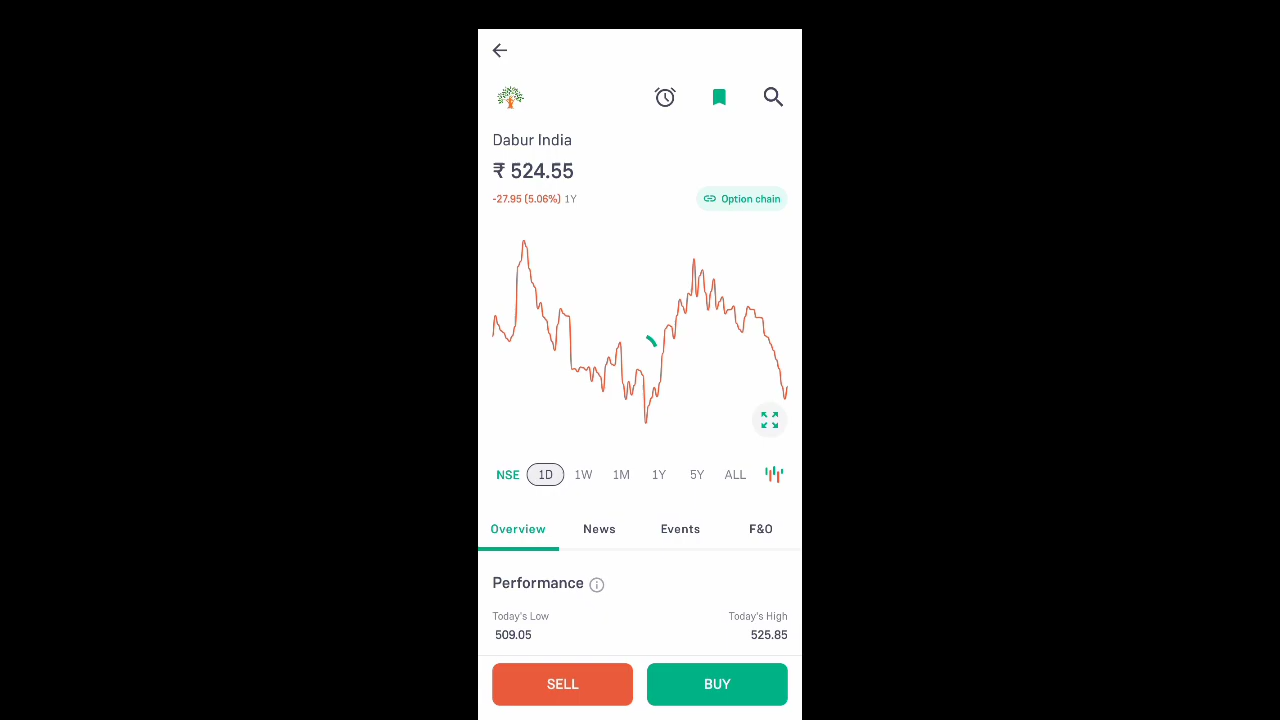 Dabur India
₹ 524.55
-27.95 (5.06%) 1Y
Option chain
NSE 1D 1W 1M 1Y 5Y ALL
Overview News Events F&O
Performance
Today's Low Today's High
509.05 525.85
SELL BUY